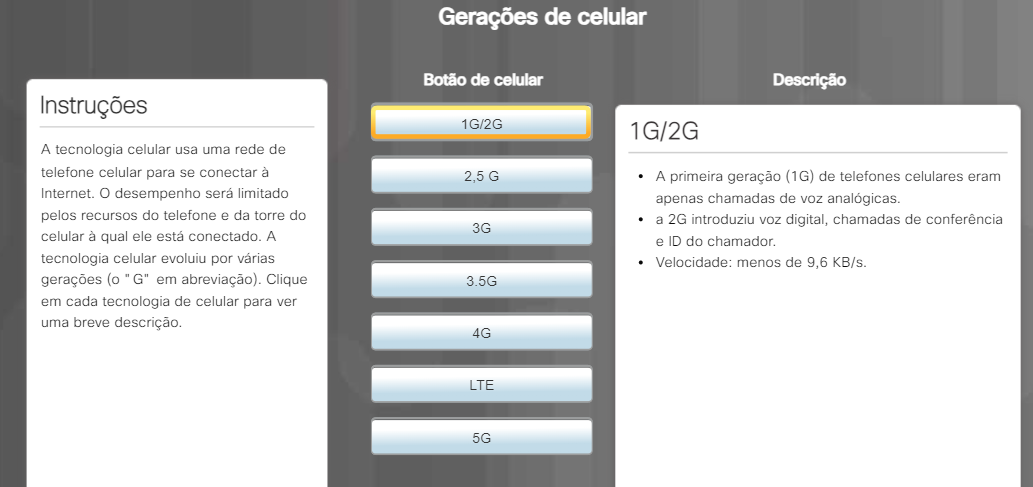 Gerações de celular
Instruções
A tecnologia celular usa uma rede de
telefone celular para se conectar à
Internet. O desempenho será limitado
pelos recursos do telefone e da torre do
celular à qual ele está conectado. A
tecnologia celular evoluiu por várias
gerações (o "G" em abreviação). Clique
em cada tecnologia de celular para ver
uma breve descrição.
Botão de celular
1G/2G
2,5 G
3G
3.5G
4G
LTE
5G
Descrição
1G/2G
• A primeira geração (1G) de telefones celulares eram
apenas chamadas de voz analógicas.
• a 2G introduziu voz digital, chamadas de conferência
e ID do chamador.
• Velocidade: menos de 9,6 KB/s.